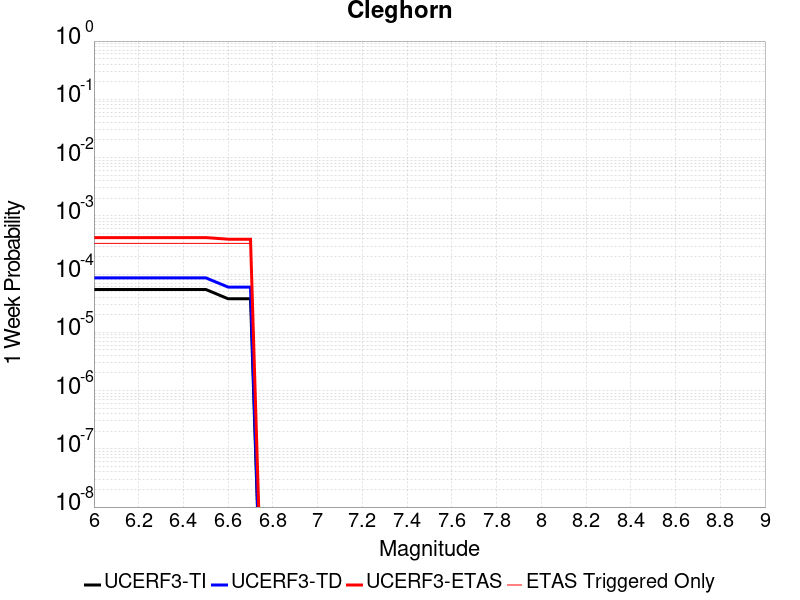 Cleghorn
10^0
10^-1
10^-2
10^-3
10^-4
10^-5
10^-6
10^-7
10^-8
1 Week Probability
6 6.2 6.4 6.6 6.8 7 7.2 7.4 7.6 7.8 8 8.2 8.4 8.6 8.8 9
Magnitude
UCERF3-TI UCERF3-TD UCERF3-ETAS ETAS Triggered Only